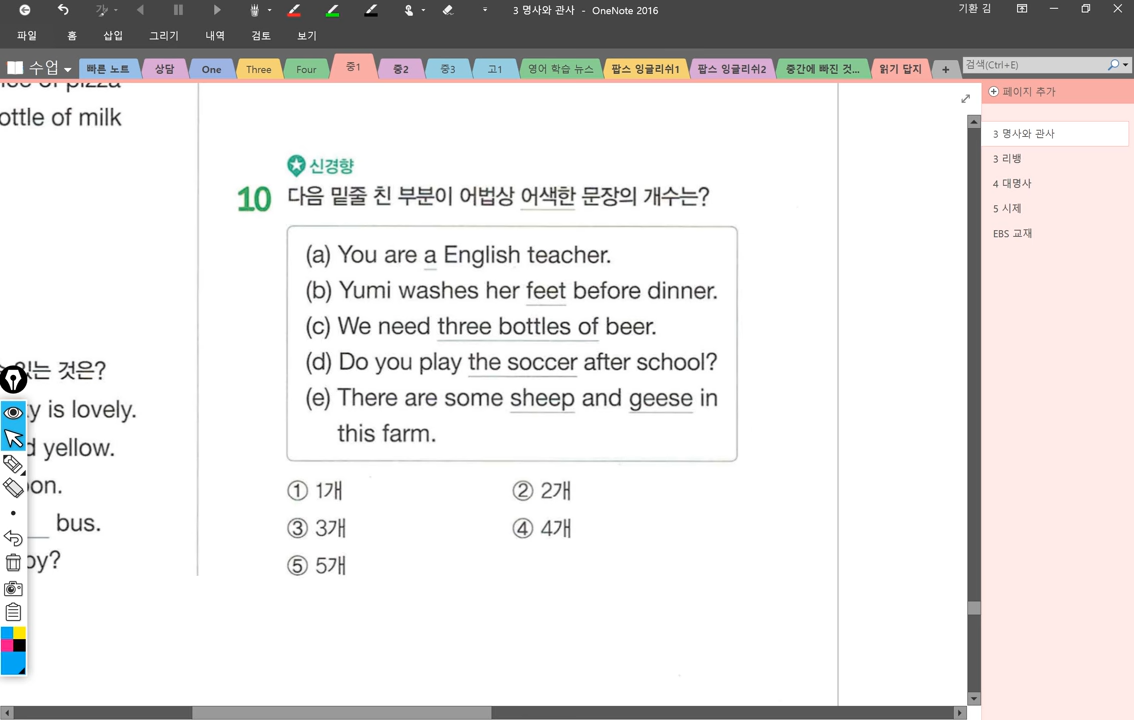 3 명사와 관사 - OneNote 2016
기환 김
파일 홈 삽입 그리기 내역 검토 보기
수업
빠른 노트 상담 One Three Four 중1 중2 중3 고1 영어 학습 뉴스 팝스 잉글리쉬1 팝스 잉글리쉬2 중간에 빠진 것... 읽기 답지 +
검색(Ctrl+E)
페이지 추가
3 명사와 관사
3 리뱅
4 대명사
5 시제
EBS 교재
of pizza
ottle of milk
있는 것은?
y is lovely.
d yellow.
oon.
bus.
oy?
신경향
10 다음 밑줄 친 부분이 어법상 어색한 문장의 개수는?
(a) You are a English teacher.
(b) Yumi washes her feet before dinner.
(c) We need three bottles of beer.
(d) Do you play the soccer after school?
(e) There are some sheep and geese in
this farm.
① 1개 ② 2개
③ 3개 ④ 4개
⑤ 5개